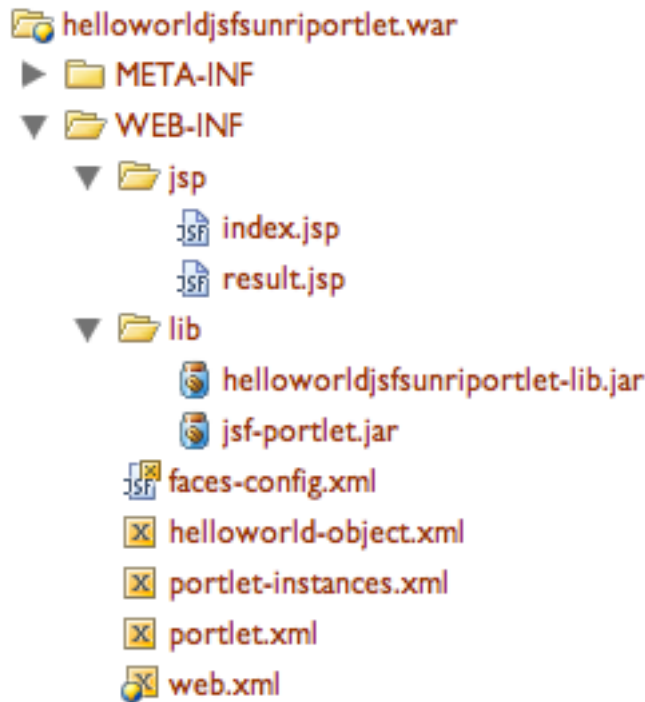 helloworldjsfsunriportlet.war
META-INF
WEB-INF
jsp
index.jsp
result.jsp
lib
helloworldjsfsunriportlet-lib.jar
jsf-portlet.jar
faces-config.xml
helloworld-object.xml
portlet-instances.xml
portlet.xml
web.xml